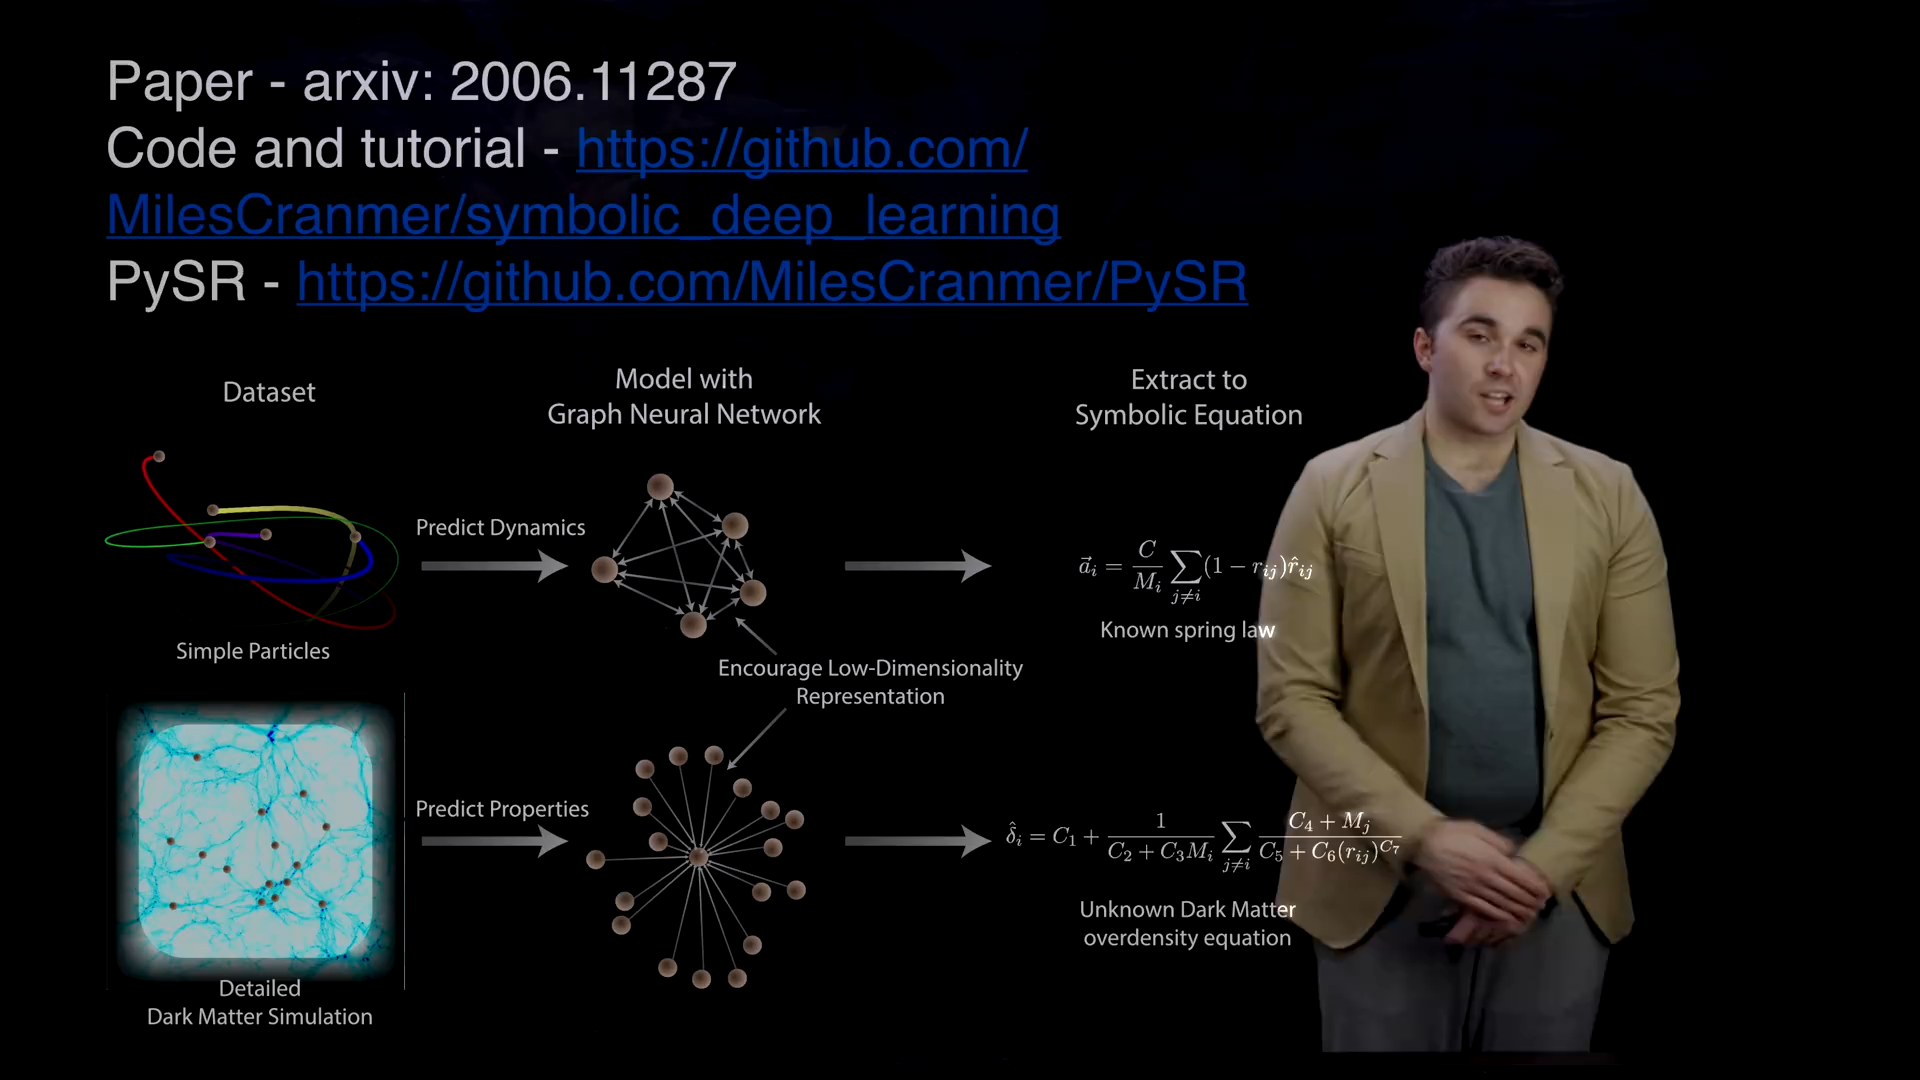 Paper - arxiv: 2006.11287
Code and tutorial - https://github.com/
MilesCranmer/symbolic_deep_learning
PySR - https://github.com/MilesCranmer/PySR
Dataset
Model with
Graph Neural Network
Extract to
Symbolic Equation
Predict Dynamics
$\vec{a}_i = \frac{C}{M_i} \sum_{j \neq i} (1 - r_{ij}) \hat{r}_{ij}$
Known spring law
Simple Particles
Encourage Low-Dimensionality
Representation
Predict Properties
$\hat{\delta}_i = C_1 + \frac{1}{C_2 + C_3 M_i} \sum_{j \neq i} \frac{C_4 + M_j}{C_5 + C_6 (r_{ij})^{C_7}}$
Unknown Dark Matter
overdensity equation
Detailed
Dark Matter Simulation